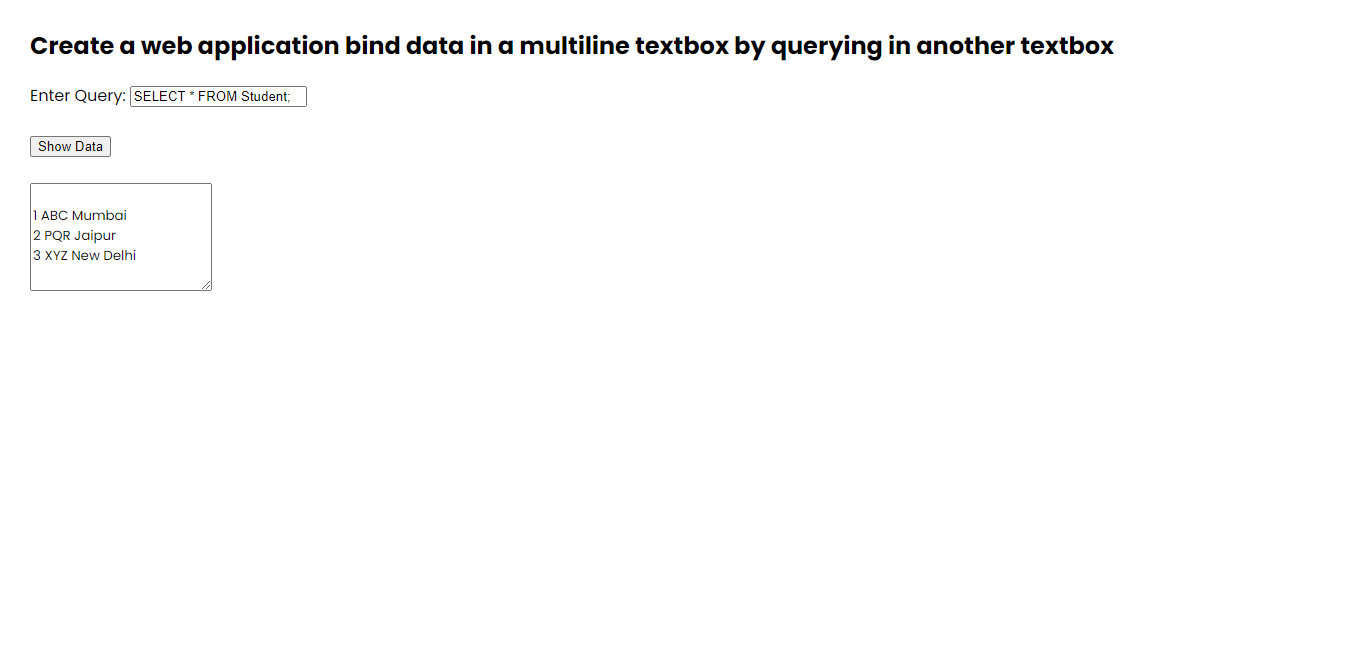 Create a web application bind data in a multiline textbox by querying in another textbox
Enter Query: SELECT * FROM Student;
Show Data
1 ABC Mumbai
2 PQR Jaipur
3 XYZ New Delhi